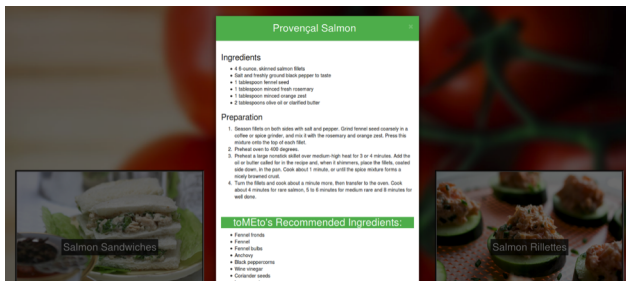 Provençal Salmon ×
Ingredients
4 6-ounce, skinned salmon fillets
Salt and freshly ground black pepper to taste
1 tablespoon fennel seed
1 tablespoon minced fresh rosemary
1 tablespoon minced orange zest
2 tablespoons olive oil or clarified butter
Preparation
1. Season fillets on both sides with salt and pepper. Grind fennel seed coarsely in a
coffee or spice grinder, and mix it with the rosemary and orange zest. Press this
mixture onto the top of each fillet.
2. Preheat oven to 400 degrees.
3. Preheat a large nonstick skillet over medium-high heat for 3 or 4 minutes. Add the
oil or butter called for in the recipe and, when it shimmers, place the fillets, coated
side down, in the pan. Cook about 1 minute, or until the spice mixture forms a
nicely browned crust.
4. Turn the fillets and cook about a minute more, then transfer to the oven. Cook
about 4 minutes for rare salmon, 5 to 6 minutes for medium rare and 8 minutes for
well done.
toMEto's Recommended Ingredients:
Fennel fronds
Fennel
Fennel bulbs
Anchovy
Black peppercorns
Wine vinegar
Coriander seeds
Salmon Sandwiches
Salmon Rillettes